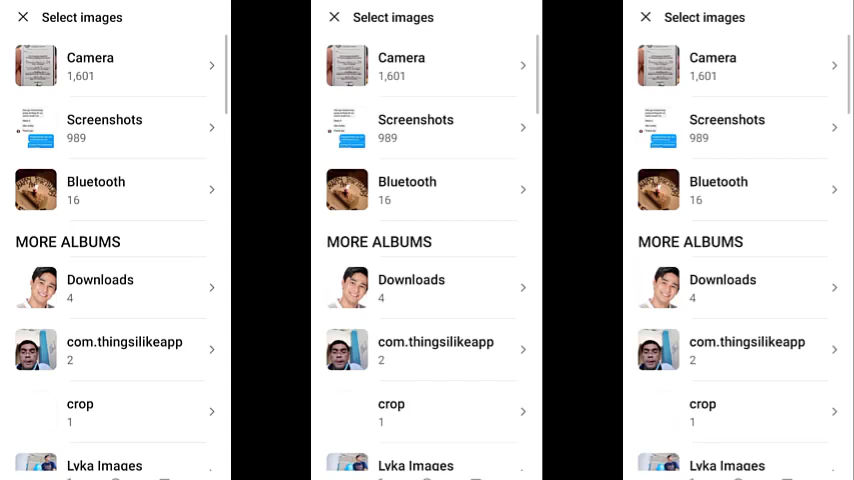 Select images
Camera
1,601
Screenshots
989
Bluetooth
16
MORE ALBUMS
Downloads
4
com.thingsilikeapp
2
crop
1
Lyka Images
Select images
Camera
1,601
Screenshots
989
Bluetooth
16
MORE ALBUMS
Downloads
4
com.thingsilikeapp
2
crop
1
Lyka Images
Select images
Camera
1,601
Screenshots
989
Bluetooth
16
MORE ALBUMS
Downloads
4
com.thingsilikeapp
2
crop
1
Lyka Images